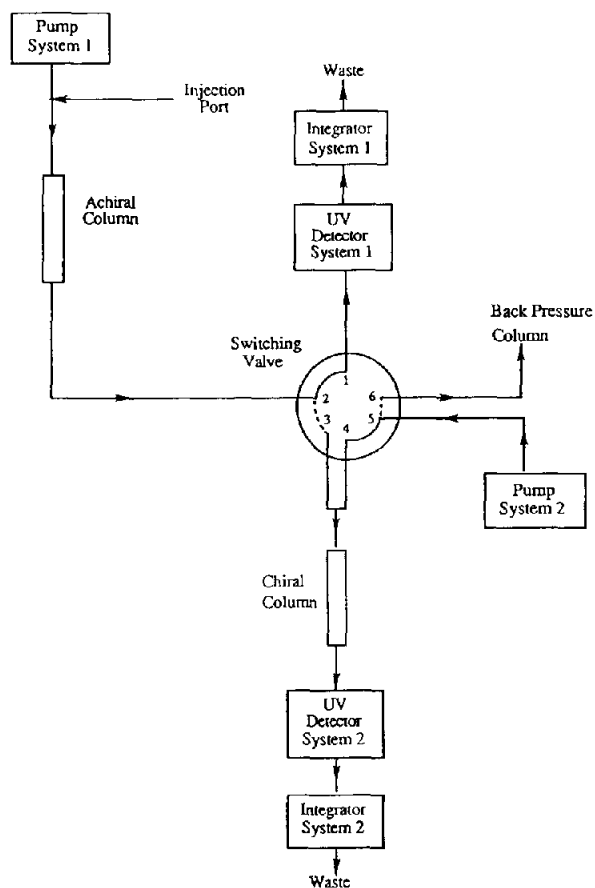 Pump
System 1
Injection
Port
Achiral
Column
Waste
Integrator
System 1
UV
Detector
System 1
Back Pressure
Column
Switching
Valve
1
2
3
4
5
6
Pump
System 2
Chiral
Column
UV
Detector
System 2
Integrator
System 2
Waste